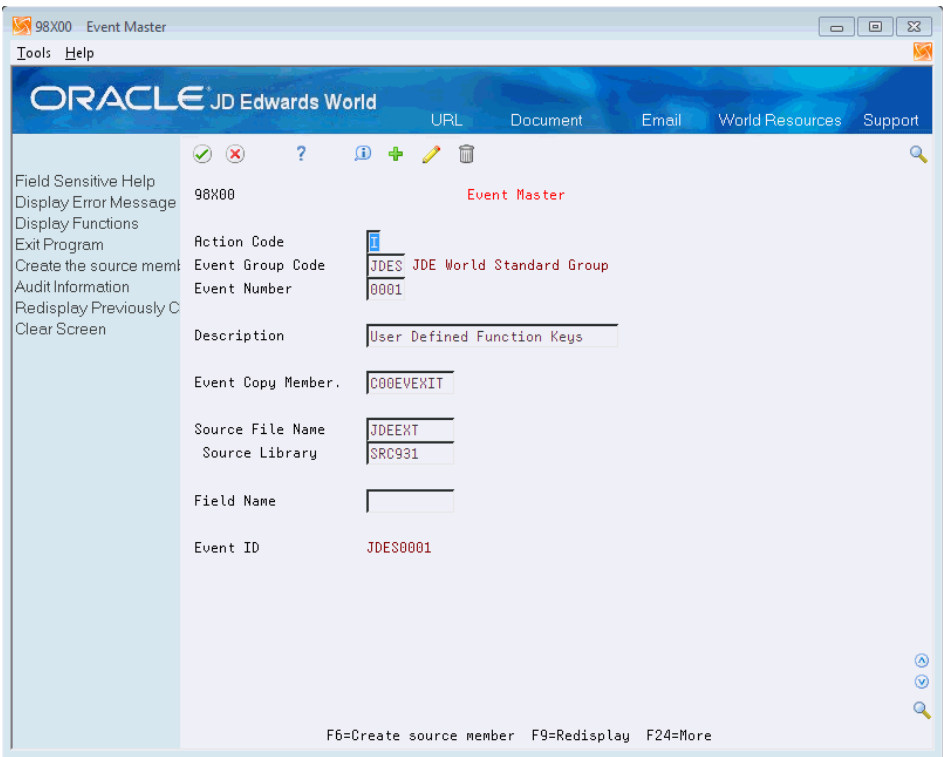 98X00 Event Master
Tools Help
ORACLE JD Edwards World
URL Document Email World Resources Support
?
Field Sensitive Help
Display Error Message
Display Functions
Exit Program
Create the source memb
Audit Information
Redisplay Previously C
Clear Screen
98X00 Event Master
Action Code I
Event Group Code JDES JDE World Standard Group
Event Number 0001
Description User Defined Function Keys
Event Copy Member. C00EVEXIT
Source File Name JDEEXT
Source Library SRC931
Field Name
Event ID JDES0001
F6=Create source member F9=Redisplay F24=More